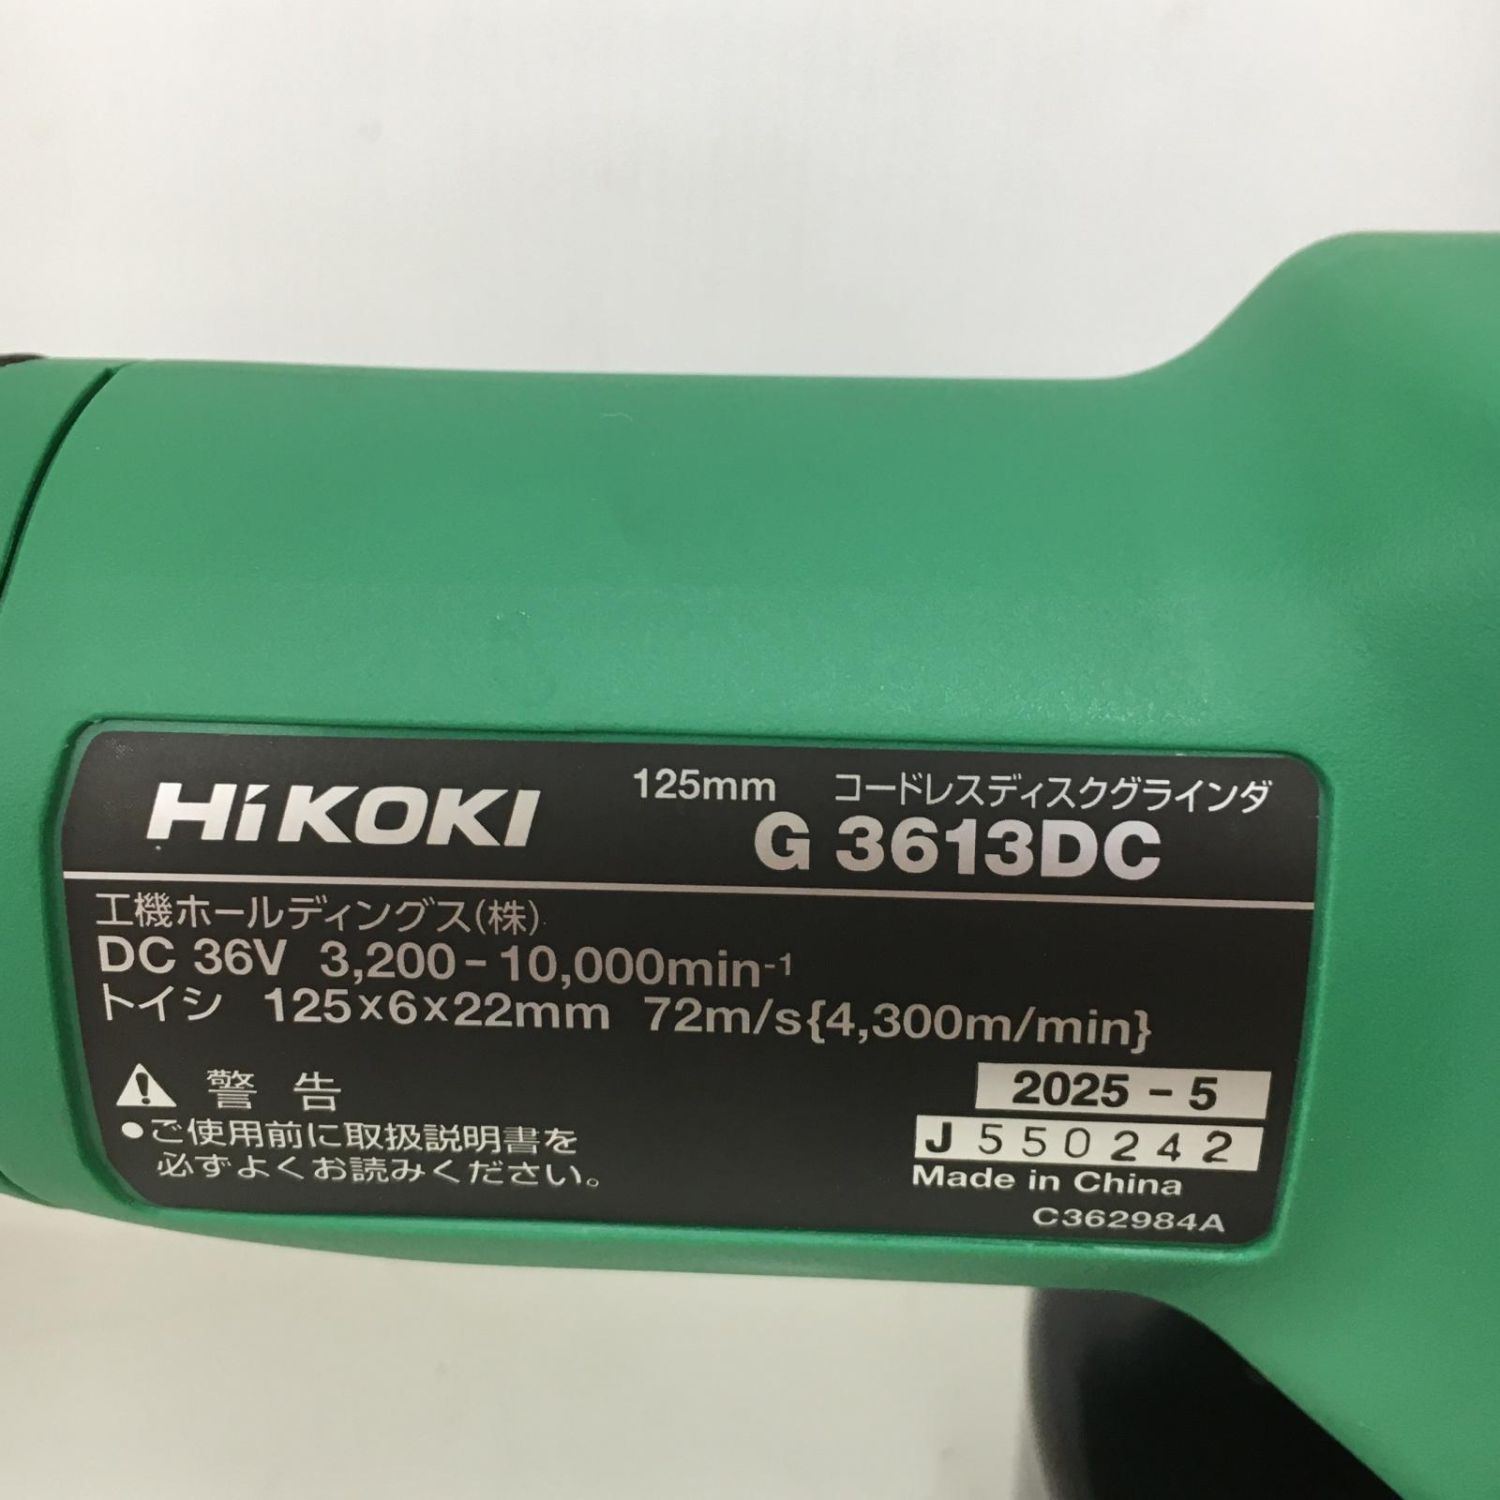 HiKOKI
125mm コードレスディスクグラインダ
G 3613DC
工機ホールディングス(株)
DC 36V 3,200-10,000min⁻¹
トイシ 125×6×22mm 72m/s{4,300m/min}
警告
●ご使用前に取扱説明書を
必ずよくお読みください。
2025 - 5
J 550242
Made in China
C362984A